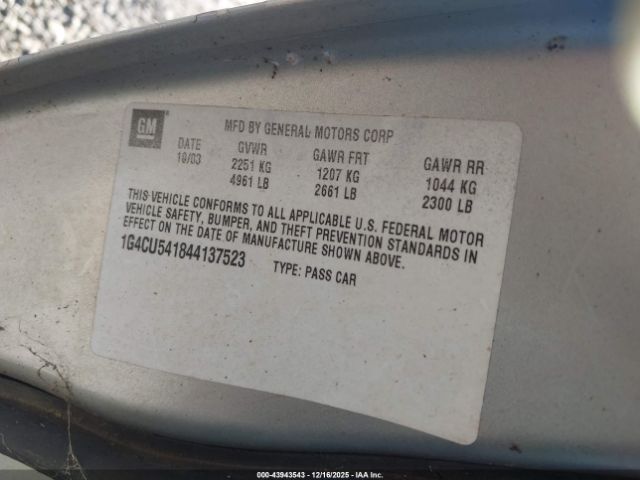 GM
MFD BY GENERAL MOTORS CORP
DATE GVWR GAWR FRT GAWR RR
10/03 2251 KG 1207 KG 1044 KG
4961 LB 2661 LB 2300 LB
THIS VEHICLE CONFORMS TO ALL APPLICABLE U.S. FEDERAL MOTOR
VEHICLE SAFETY, BUMPER, AND THEFT PREVENTION STANDARDS IN
EFFECT ON THE DATE OF MANUFACTURE SHOWN ABOVE.
1G4CU541844137523 TYPE: PASS CAR
000-43943543 | 12/16/2025 | IAA Inc.